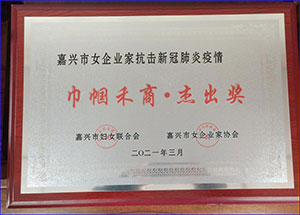 嘉兴市女企业家抗击新冠肺炎疫情
巾帼禾商·杰出奖
嘉兴市妇女联合会 嘉兴市女企业家协会
二〇二一年三月